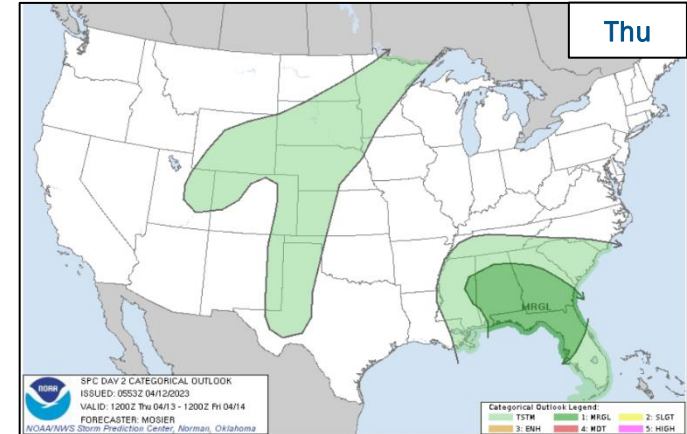 Thu
MRGL
NOAA
SPC DAY 2 CATEGORICAL OUTLOOK
ISSUED: 0553Z 04/12/2023
VALID: 1200Z Thu 04/13 - 1200Z Fri 04/14
FORECASTER: MOSIER
NOAA/NWS Storm Prediction Center, Norman, Oklahoma
Categorical Outlook Legend:
TSTM 1: MRGL 2: SLGT
3: ENH 4: MDT 5: HIGH